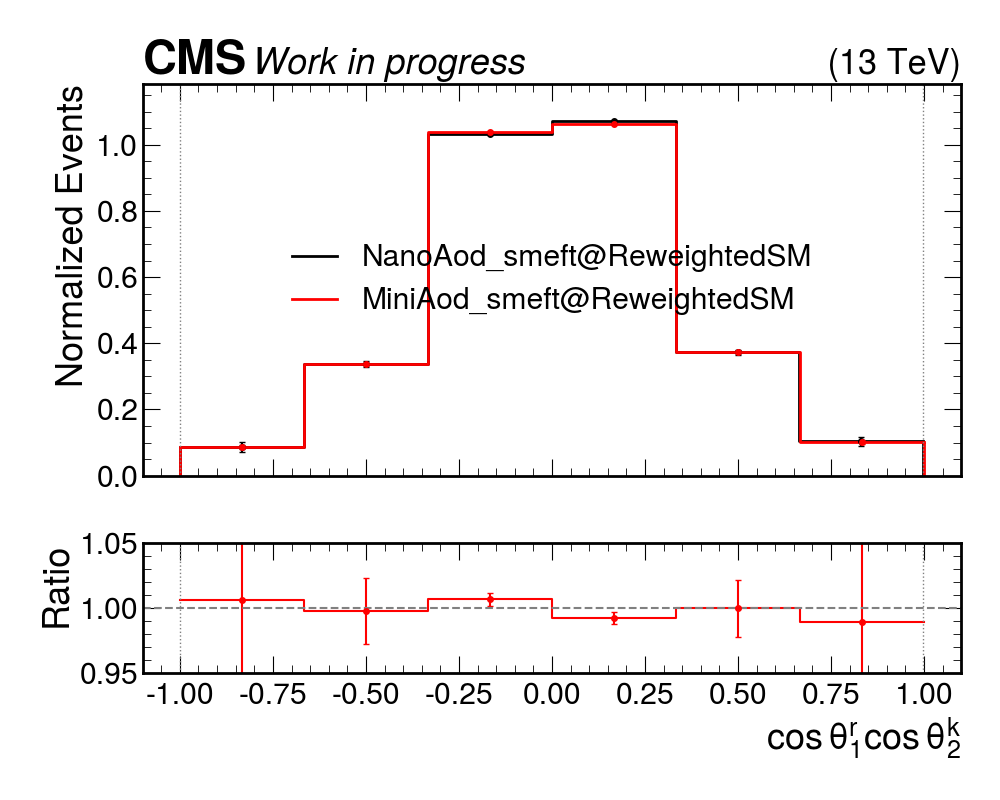 CMS Work in progress (13 TeV)
Normalized Events
1.0
0.8
0.6
0.4
0.2
0.0
NanoAod_smeft@ReweightedSM
MiniAod_smeft@ReweightedSM
Ratio
1.05
1.00
0.95
-1.00 -0.75 -0.50 -0.25 0.00 0.25 0.50 0.75 1.00
cos θ₁ʳcos θ₂ᵏ